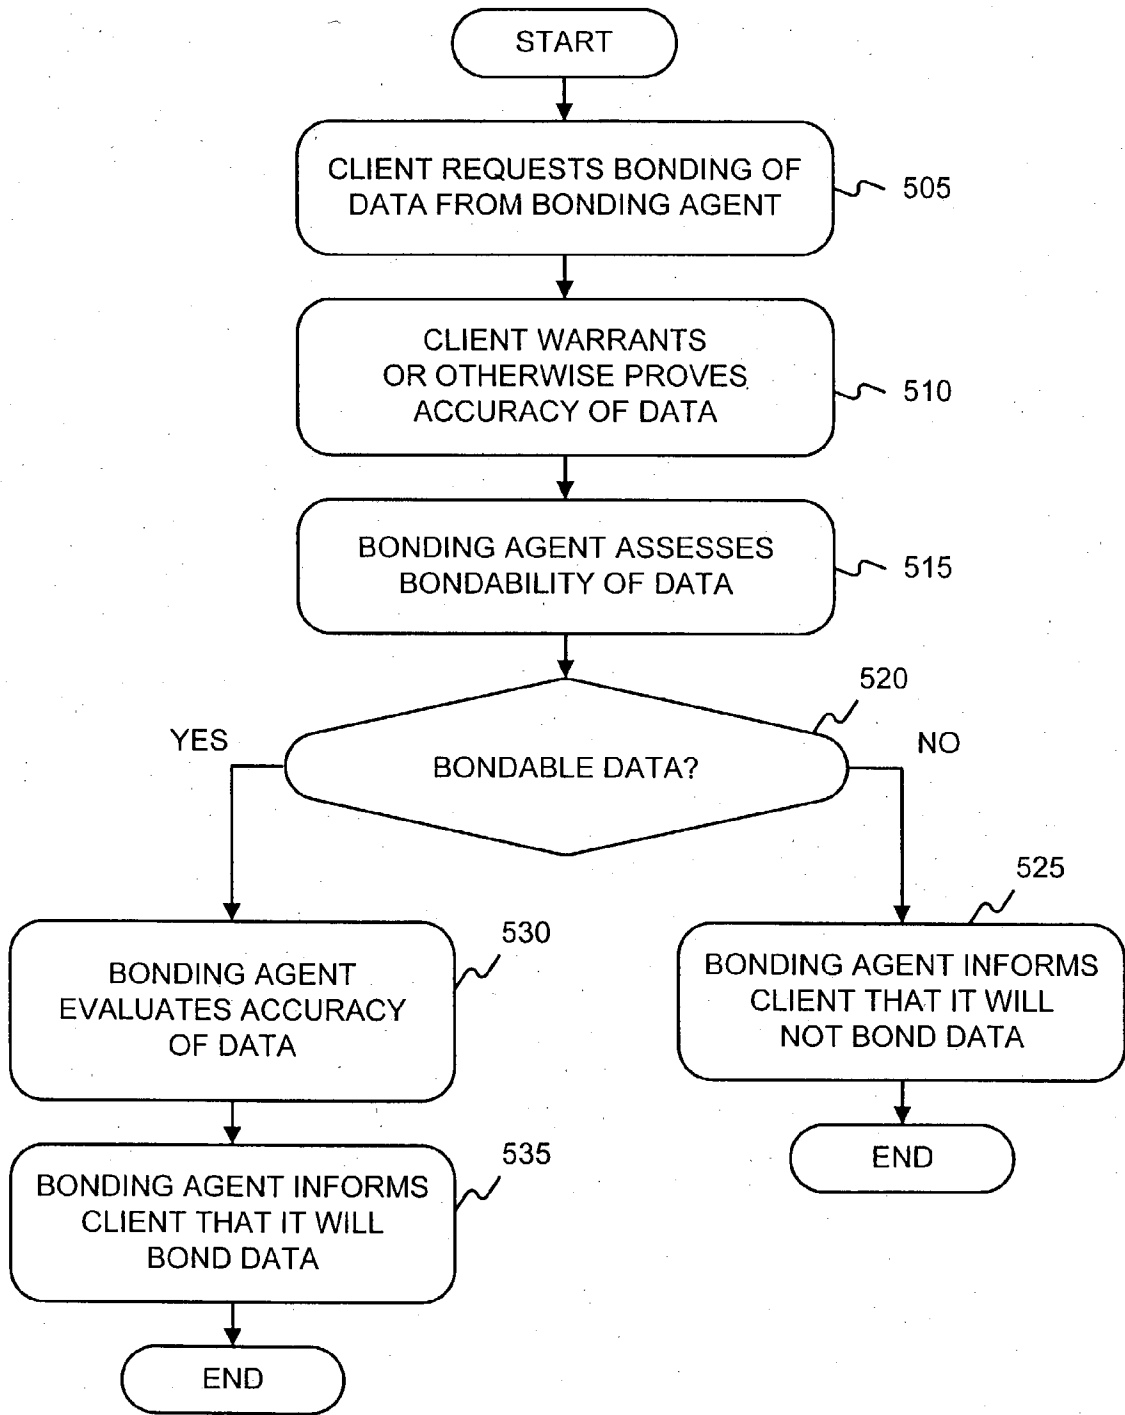 START
CLIENT REQUESTS BONDING OF
DATA FROM BONDING AGENT
505
CLIENT WARRANTS
OR OTHERWISE PROVES
ACCURACY OF DATA
510
BONDING AGENT ASSESSES
BONDABILITY OF DATA
515
520
YES
BONDABLE DATA?
NO
530
BONDING AGENT
EVALUATES ACCURACY
OF DATA
525
BONDING AGENT INFORMS
CLIENT THAT IT WILL
NOT BOND DATA
535
BONDING AGENT INFORMS
CLIENT THAT IT WILL
BOND DATA
END
END